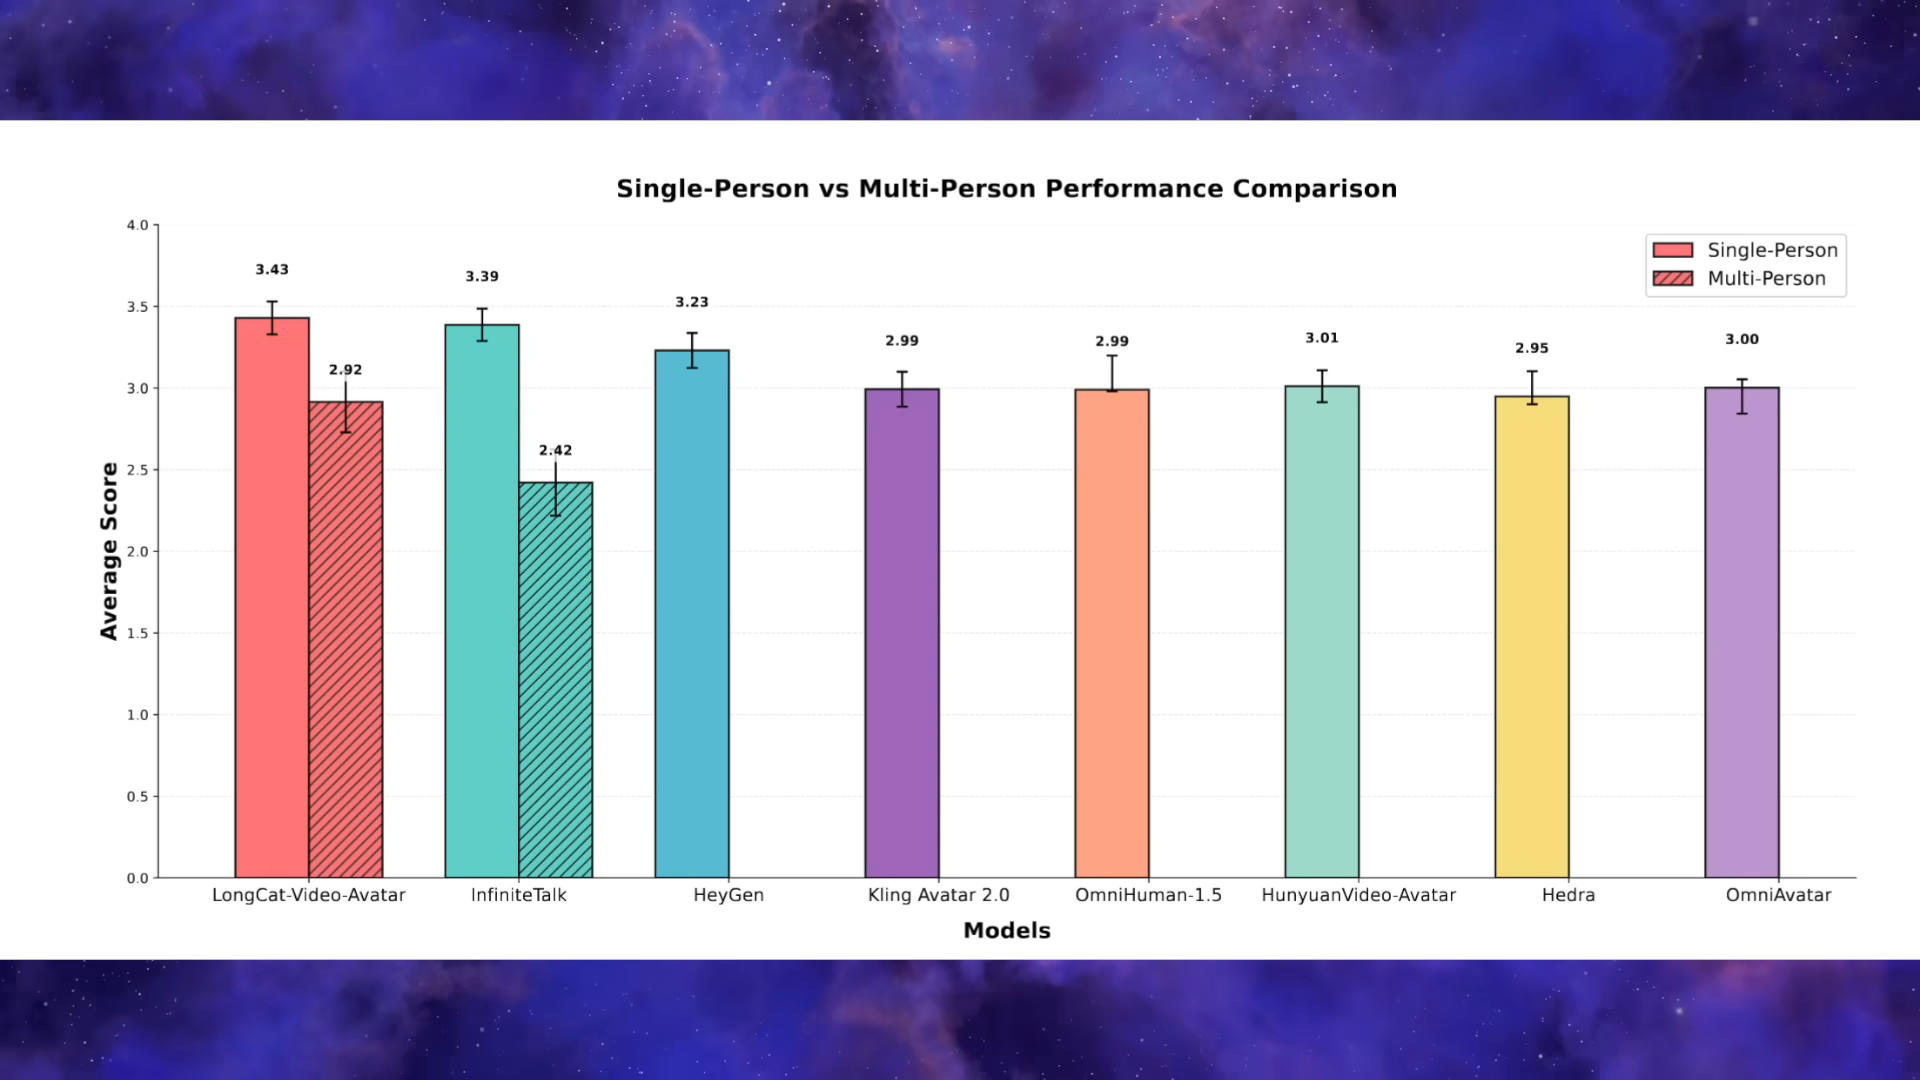 Single-Person vs Multi-Person Performance Comparison
4.0
3.5
3.0
2.5
2.0
1.5
1.0
0.5
0.0
Average Score
3.43
2.92
3.39
2.42
3.23
2.99
2.99
3.01
2.95
3.00
Single-Person
Multi-Person
LongCat-Video-Avatar
InfiniteTalk
HeyGen
Kling Avatar 2.0
OmniHuman-1.5
HunyuanVideo-Avatar
Hedra
OmniAvatar
Models